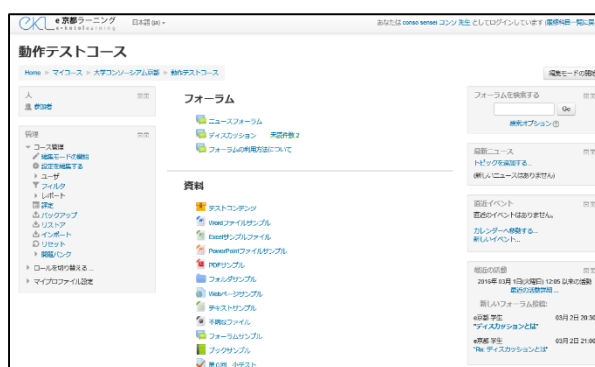 e京都ラーニング
e-kyotolearning
日本語 (ja)
あなたは conso sensei コンソ 先生 としてログインしています (履修科目一覧に戻
動作テストコース
Home マイコース 大学コンソーシアム京都 動作テストコース
編集モードの開始
人
参加者
管理
コース管理
編集モードの開始
設定を編集する
ユーザ
フィルタ
レポート
評定
バックアップ
リストア
インポート
リセット
問題バンク
ロールを切り替える...
マイプロファイル設定
フォーラム
ニュースフォーラム
ディスカッション 未読件数 2
フォーラムの利用方法について
資料
テストコンテンツ
Wordファイルサンプル
Excelサンプルファイル
PowerPointファイルサンプル
PDFサンプル
フォルダサンプル
Webページサンプル
テキストサンプル
不明なファイル
フォーラムサンプル
ブックサンプル
第0回 小テスト
フォーラムを検索する
Go
検索オプション
最新ニュース
トピックを追加する...
(新しいニュースはありません)
直近イベント
直近のイベントはありません。
カレンダーへ移動する...
新しいイベント...
最近の活動
2016年 03月 1日(火曜日) 12:05 以来の活動
最近の活動詳細 ...
新しいフォーラム投稿:
e京都 学生 03月 2日 20:30
"ディスカッションとは"
e京都 学生 03月 2日 21:00
"Re: ディスカッションとは"